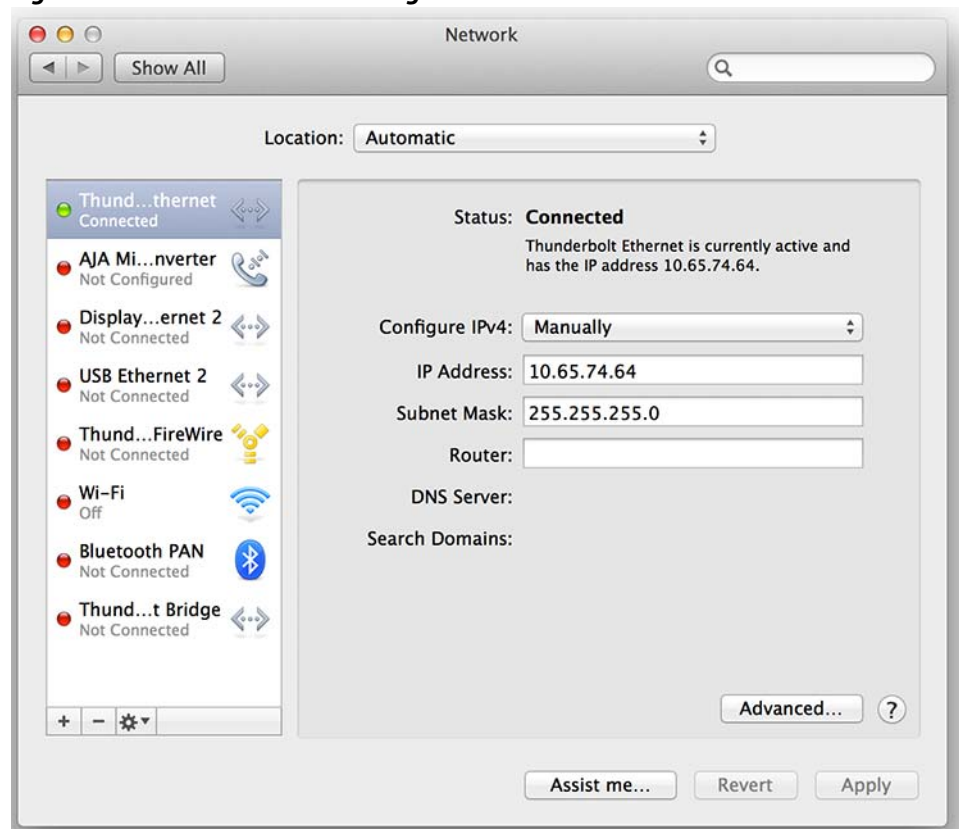 Network
Show All
Location: Automatic
Thund...thernet
Connected
AJA Mi...nverter
Not Configured
Display...ernet 2
Not Connected
USB Ethernet 2
Not Connected
Thund...FireWire
Not Connected
Wi-Fi
Off
Bluetooth PAN
Not Connected
Thund...t Bridge
Not Connected
+ −
Status: Connected
Thunderbolt Ethernet is currently active and
has the IP address 10.65.74.64.
Configure IPv4: Manually
IP Address: 10.65.74.64
Subnet Mask: 255.255.255.0
Router:
DNS Server:
Search Domains:
Advanced... ?
Assist me... Revert Apply